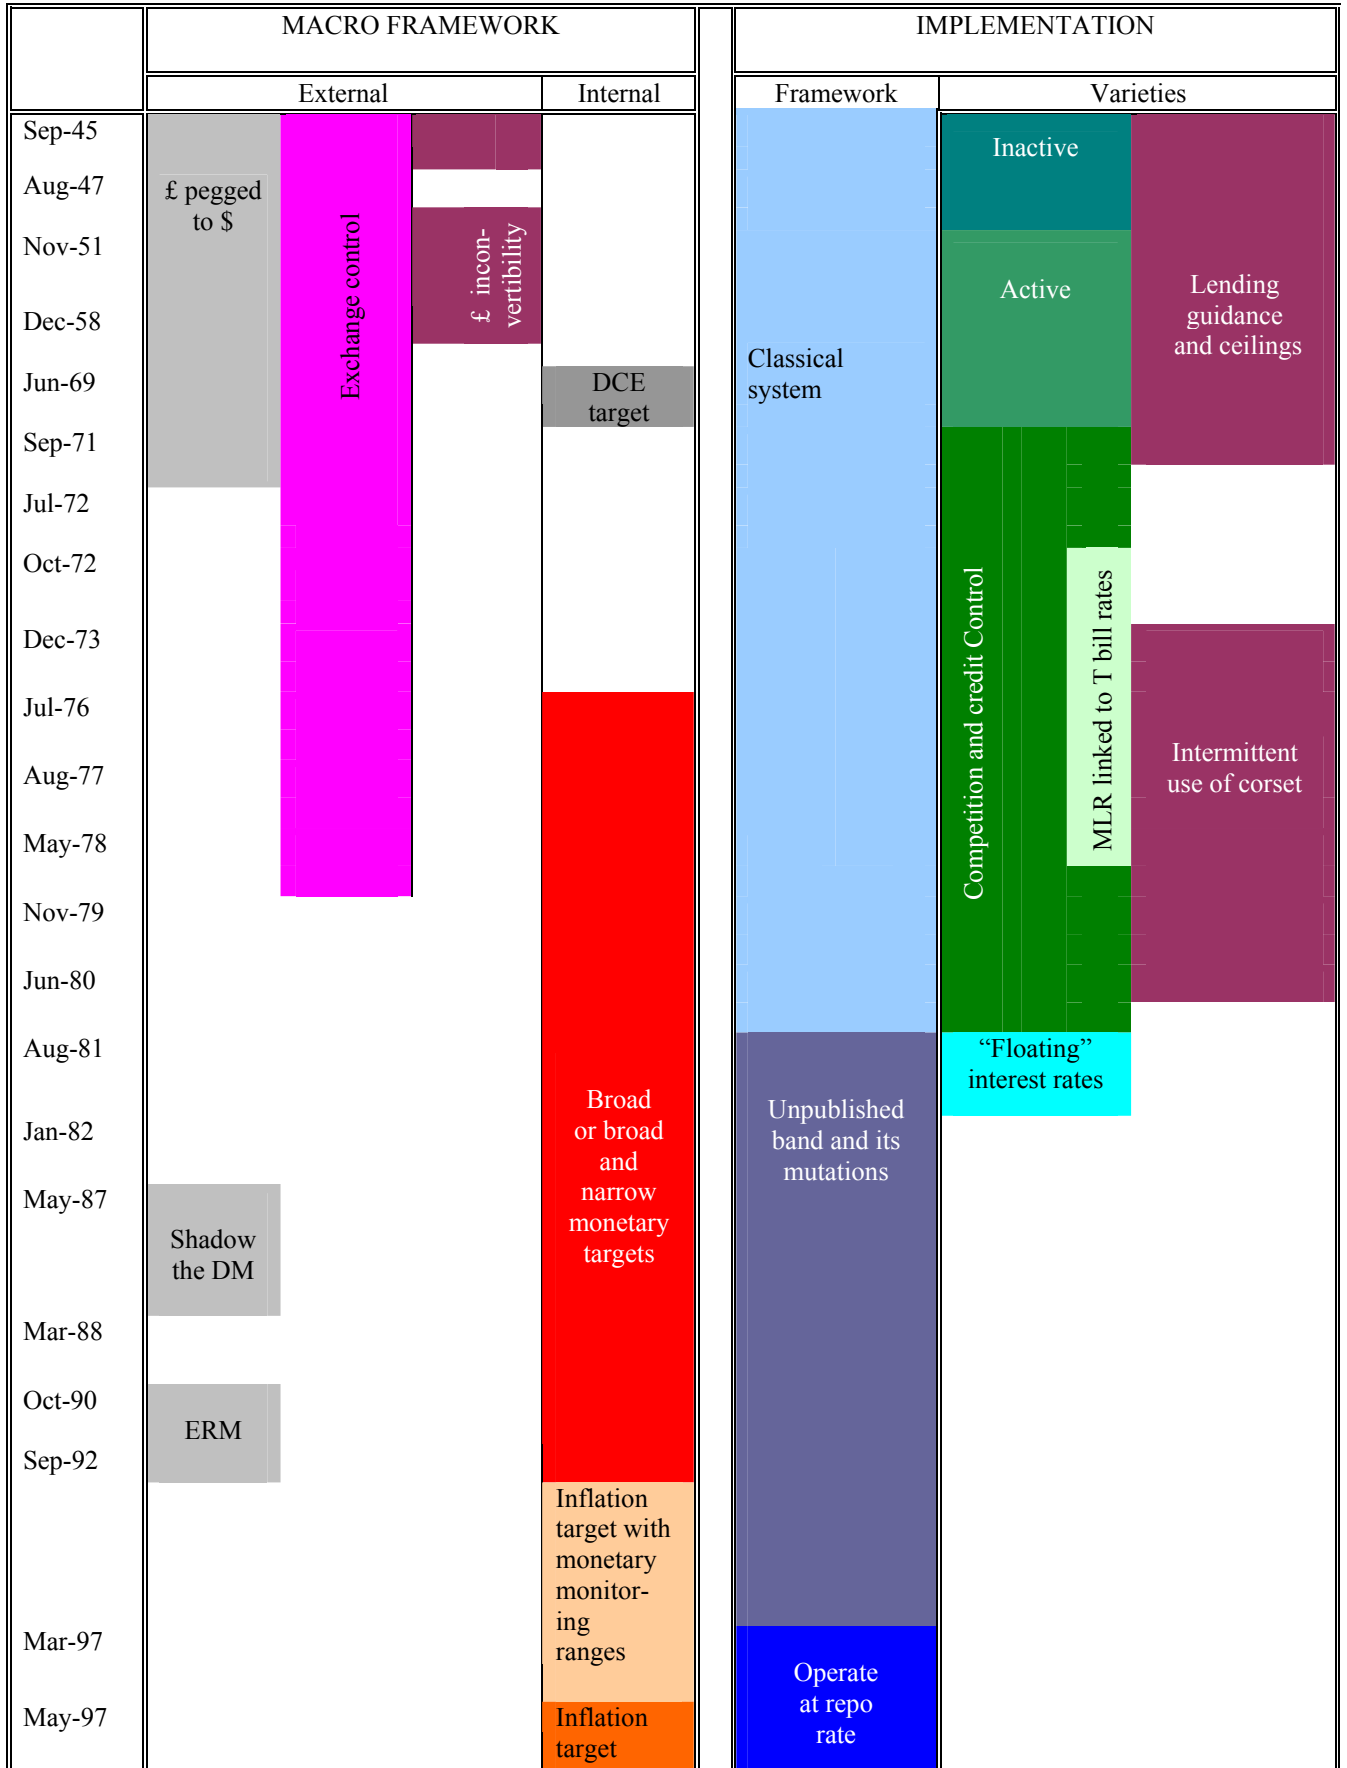 MACRO FRAMEWORK
IMPLEMENTATION
External
Internal
Framework
Varieties
Sep-45
Aug-47
Nov-51
Dec-58
Jun-69
Sep-71
Jul-72
Oct-72
Dec-73
Jul-76
Aug-77
May-78
Nov-79
Jun-80
Aug-81
Jan-82
May-87
Mar-88
Oct-90
Sep-92
Mar-97
May-97
£ pegged
to $
Shadow
the DM
ERM
Exchange control
£ incon-
vertibility
DCE
target
Broad
or broad
and
narrow
monetary
targets
Inflation
target with
monetary
monitor-
ing
ranges
Inflation
target
Classical
system
Unpublished
band and its
mutations
Operate
at repo
rate
Inactive
Active
Competition and credit Control
MLR linked to T bill rates
“Floating”
interest rates
Lending
guidance
and ceilings
Intermittent
use of corset